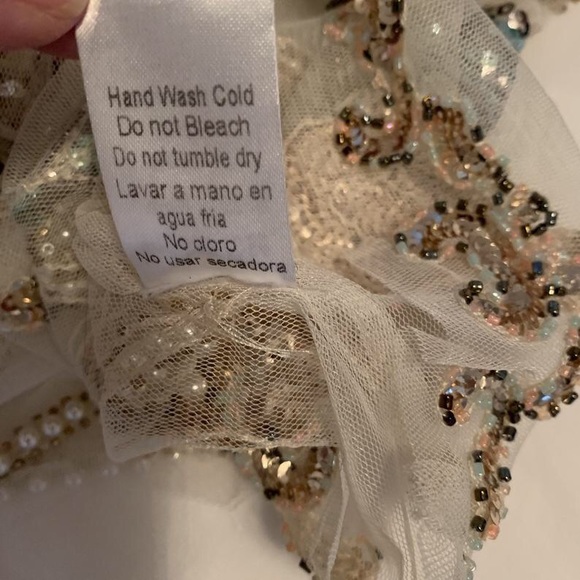 Hand Wash Cold
Do not Bleach
Do not tumble dry
Lavar a mano en
agua fria
No cloro
No usar secadora